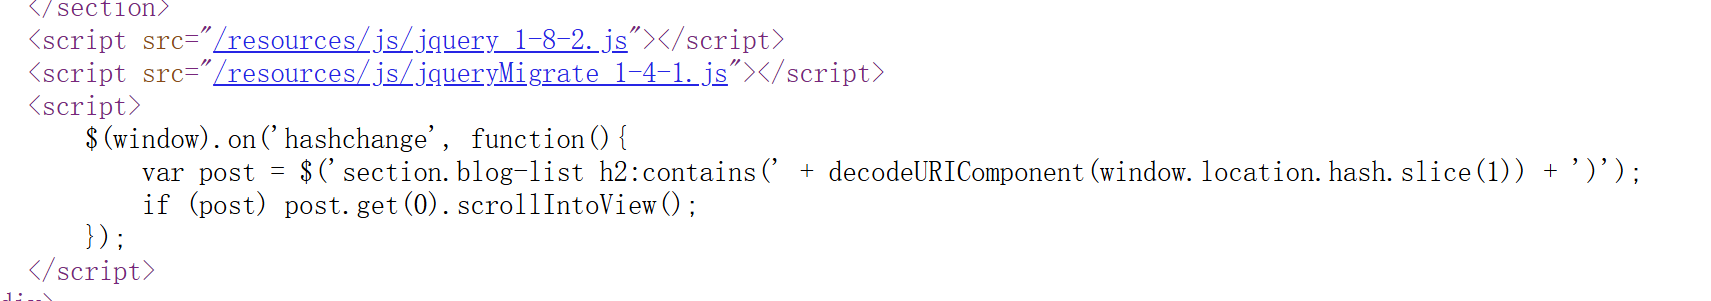 </section>
<script src="/resources/js/jquery_1-8-2.js"></script>
<script src="/resources/js/jqueryMigrate_1-4-1.js"></script>
<script>
    $(window).on('hashchange', function(){
        var post = $('section.blog-list h2:contains(' + decodeURIComponent(window.location.hash.slice(1)) + ')');
        if (post) post.get(0).scrollIntoView();
    });
</script>